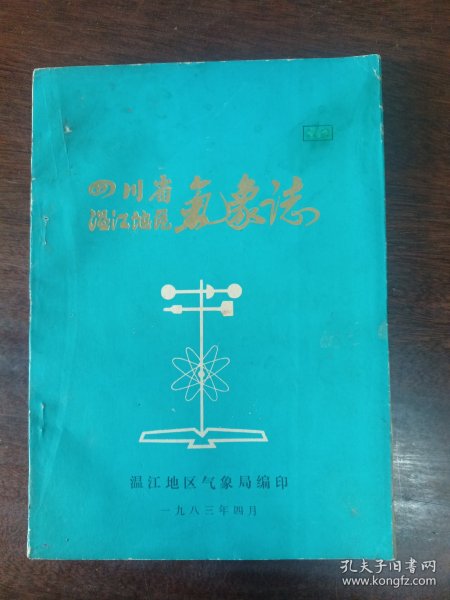 四川省
温江地区气象誌
温江地区气象局编印
一九八三年四月
孔夫子旧书网
www.kongfz.com